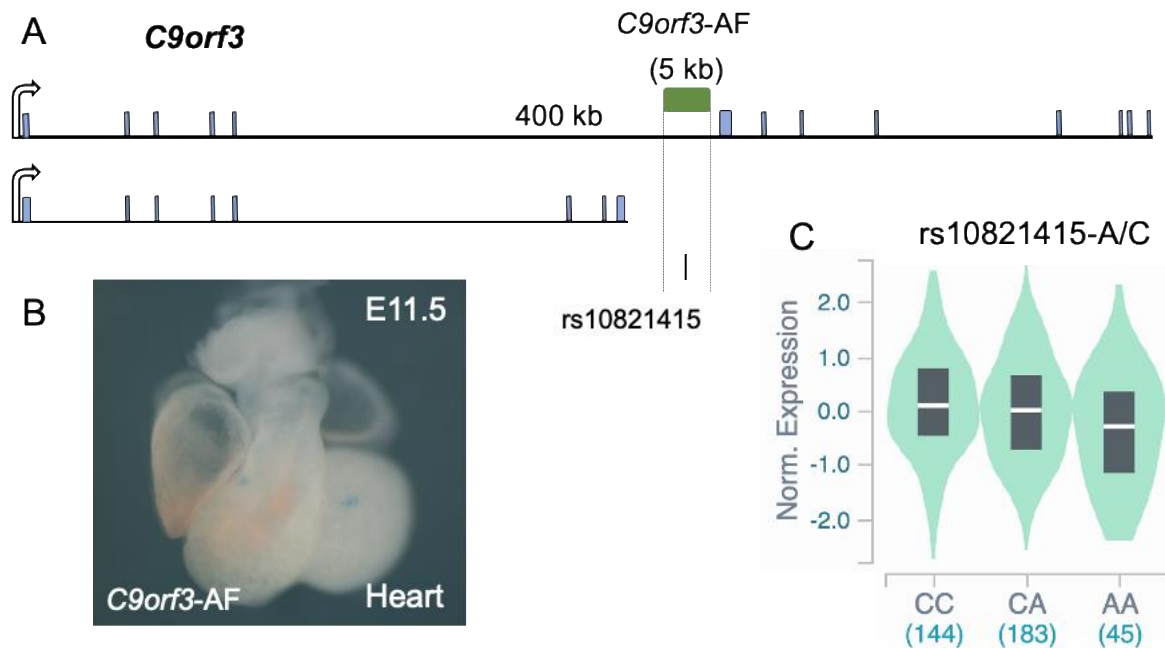 A
C9orf3
C9orf3-AF
(5 kb)
400 kb
rs10821415
B
E11.5
C9orf3-AF
Heart
C
rs10821415-A/C
Norm. Expression
2.0
1.0
0.0
-1.0
-2.0
CC
CA
AA
(144)
(183)
(45)